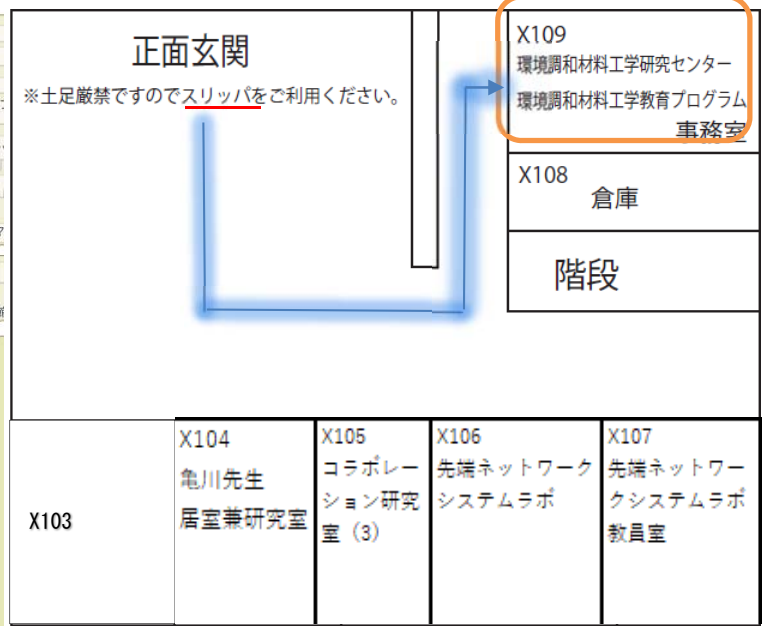 正面玄関
※土足厳禁ですのでスリッパをご利用ください。
X109
環境調和材料工学研究センター
環境調和材料工学教育プログラム
事務室
X108
倉庫
階段
X103
X104
亀川先生
居室兼研究室
X105
コラボレー
ション研究
室（3）
X106
先端ネットワーク
システムラボ
X107
先端ネットワー
クシステムラボ
教員室